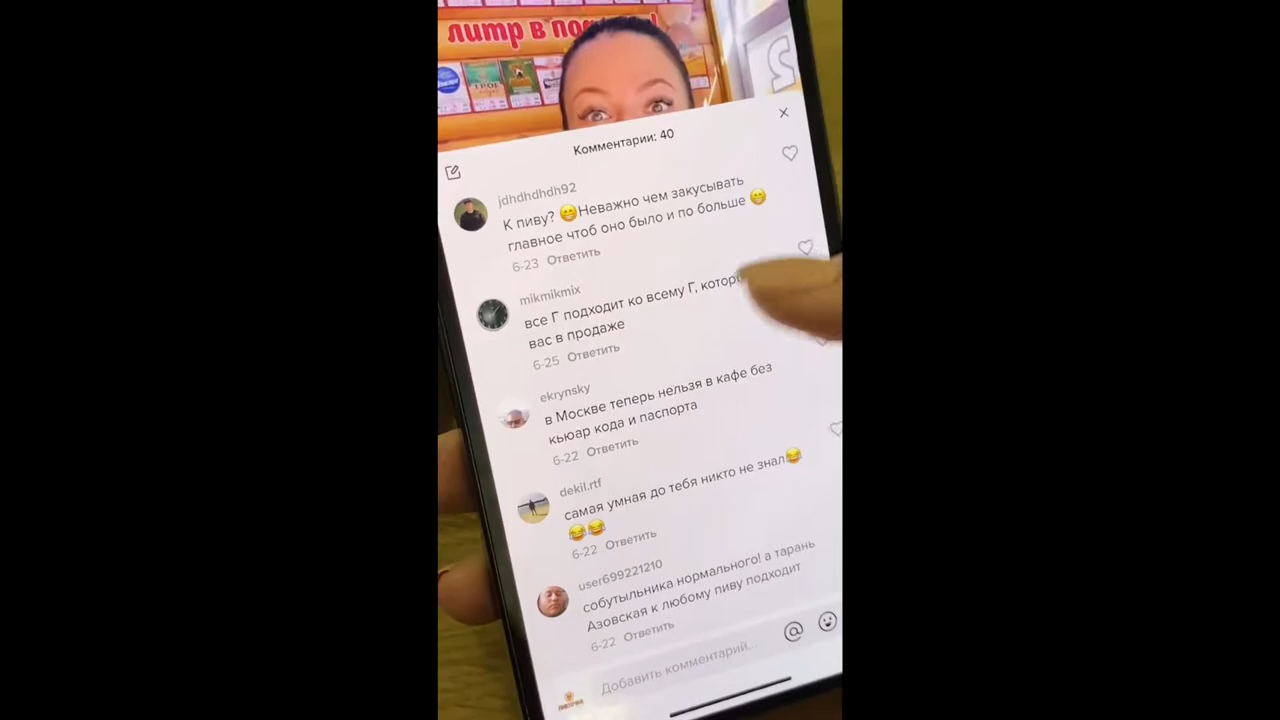 литр в по
Комментарии: 40
jdhdhdhdh92
К пиву? 😁Неважно чем закусывать
главное чтоб оно было и по больше 😁
6-23 Ответить
mikmikmix
все Г подходит ко всему Г, котор
вас в продаже
6-25 Ответить
ekrynsky
в Москве теперь нельзя в кафе без
кьюар кода и паспорта
6-22 Ответить
dekil.rtf
самая умная до тебя никто не знал😂
😂😂
6-22 Ответить
user699221210
собутыльника нормального! а тарань
Азовская к любому пиву подходит
6-22 Ответить
Добавить комментарий...